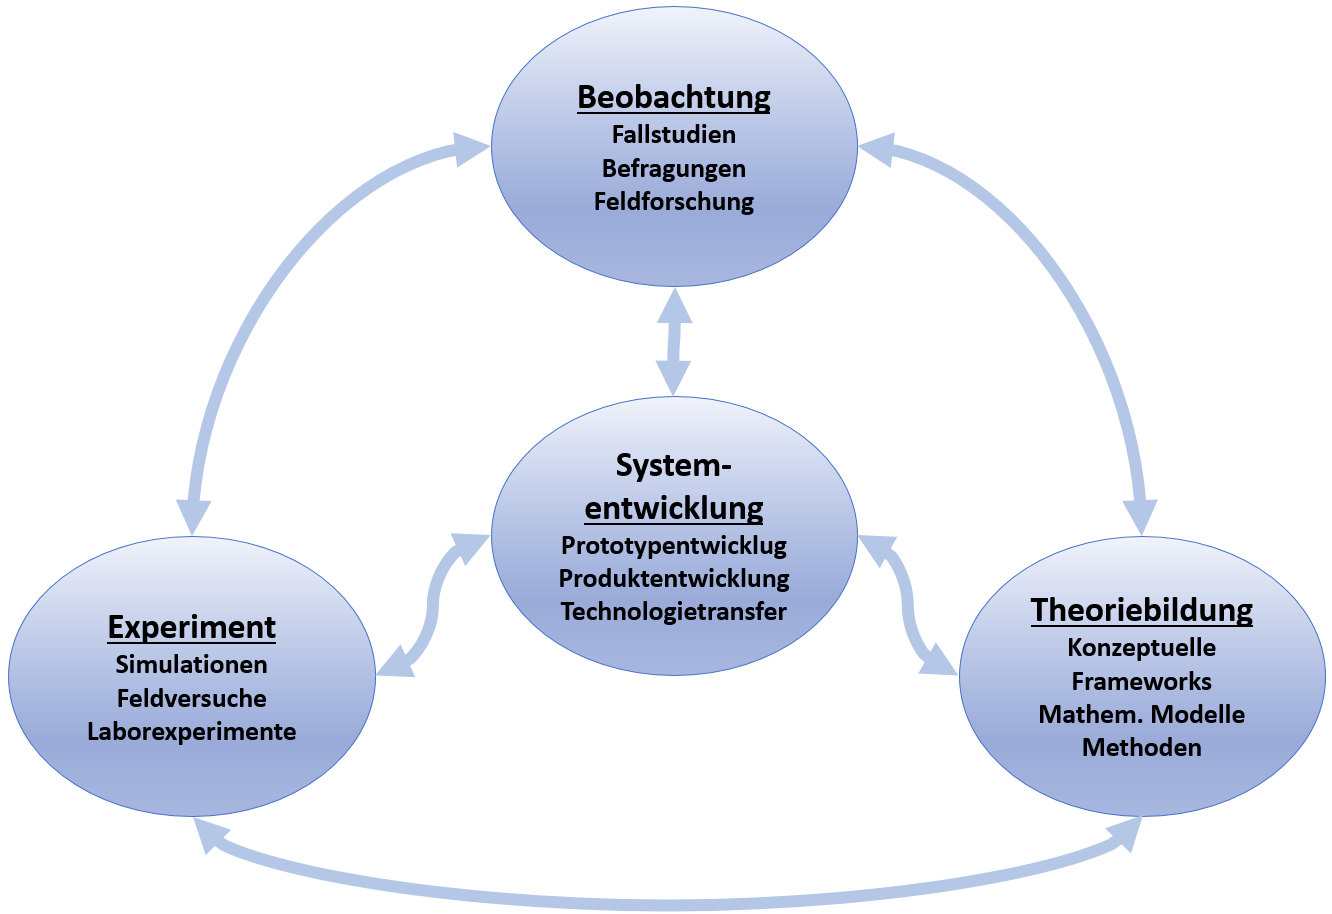 Beobachtung
Fallstudien
Befragungen
Feldforschung
System-
entwicklung
Prototypentwicklug
Produktentwicklung
Technologietransfer
Experiment
Simulationen
Feldversuche
Laborexperimente
Theoriebildung
Konzeptuelle
Frameworks
Mathem. Modelle
Methoden